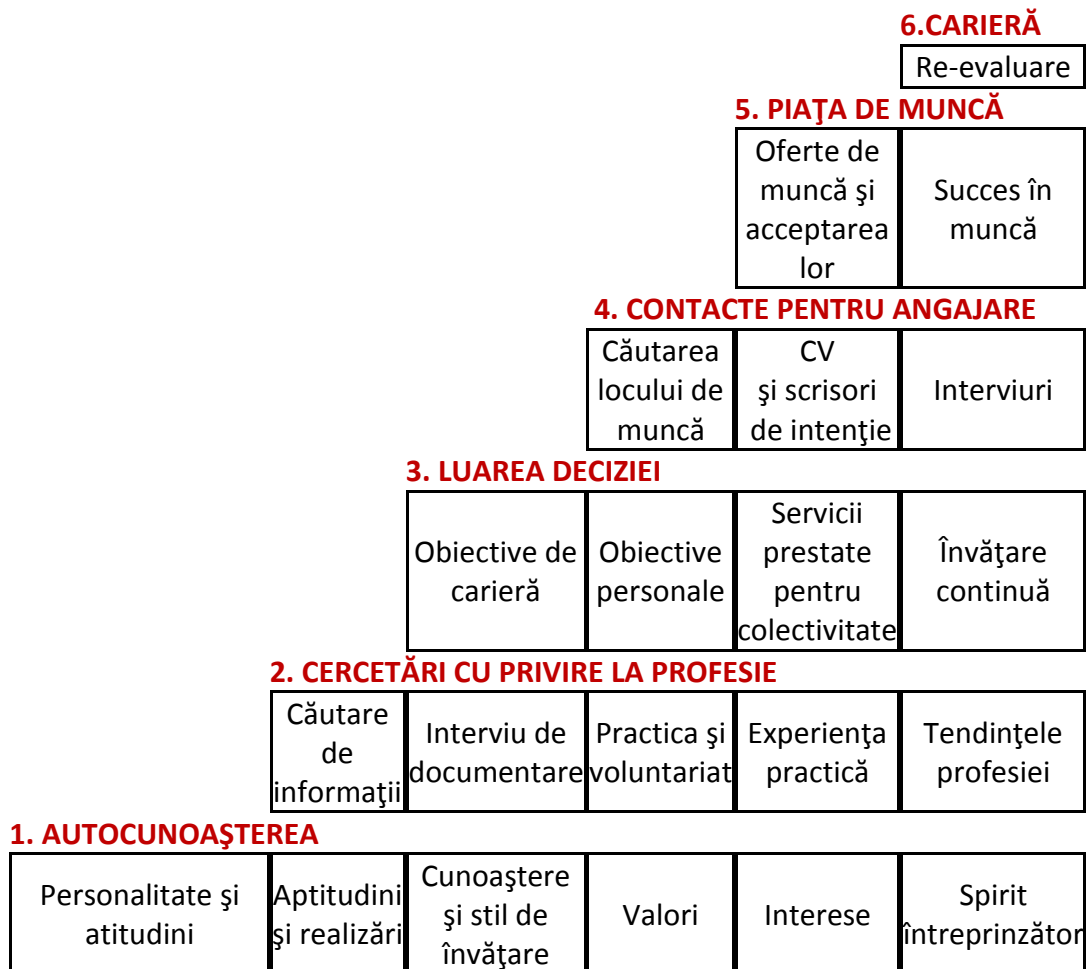 6.CARIERĂ
Re-evaluare
5. PIAŢA DE MUNCĂ
Oferte de
muncă şi
acceptarea
lor
Succes în
muncă
4. CONTACTE PENTRU ANGAJARE
Căutarea
locului de
muncă
CV
şi scrisori
de intenţie
Interviuri
3. LUAREA DECIZIEI
Obiective de
carieră
Obiective
personale
Servicii
prestate
pentru
colectivitate
Învăţare
continuă
2. CERCETĂRI CU PRIVIRE LA PROFESIE
Căutare
de
informaţii
Interviu de
documentare
Practica şi
voluntariat
Experienţa
practică
Tendinţele
profesiei
1. AUTOCUNOAŞTEREA
Personalitate şi
atitudini
Aptitudini
şi realizări
Cunoaştere
şi stil de
învăţare
Valori
Interese
Spirit
întreprinzător